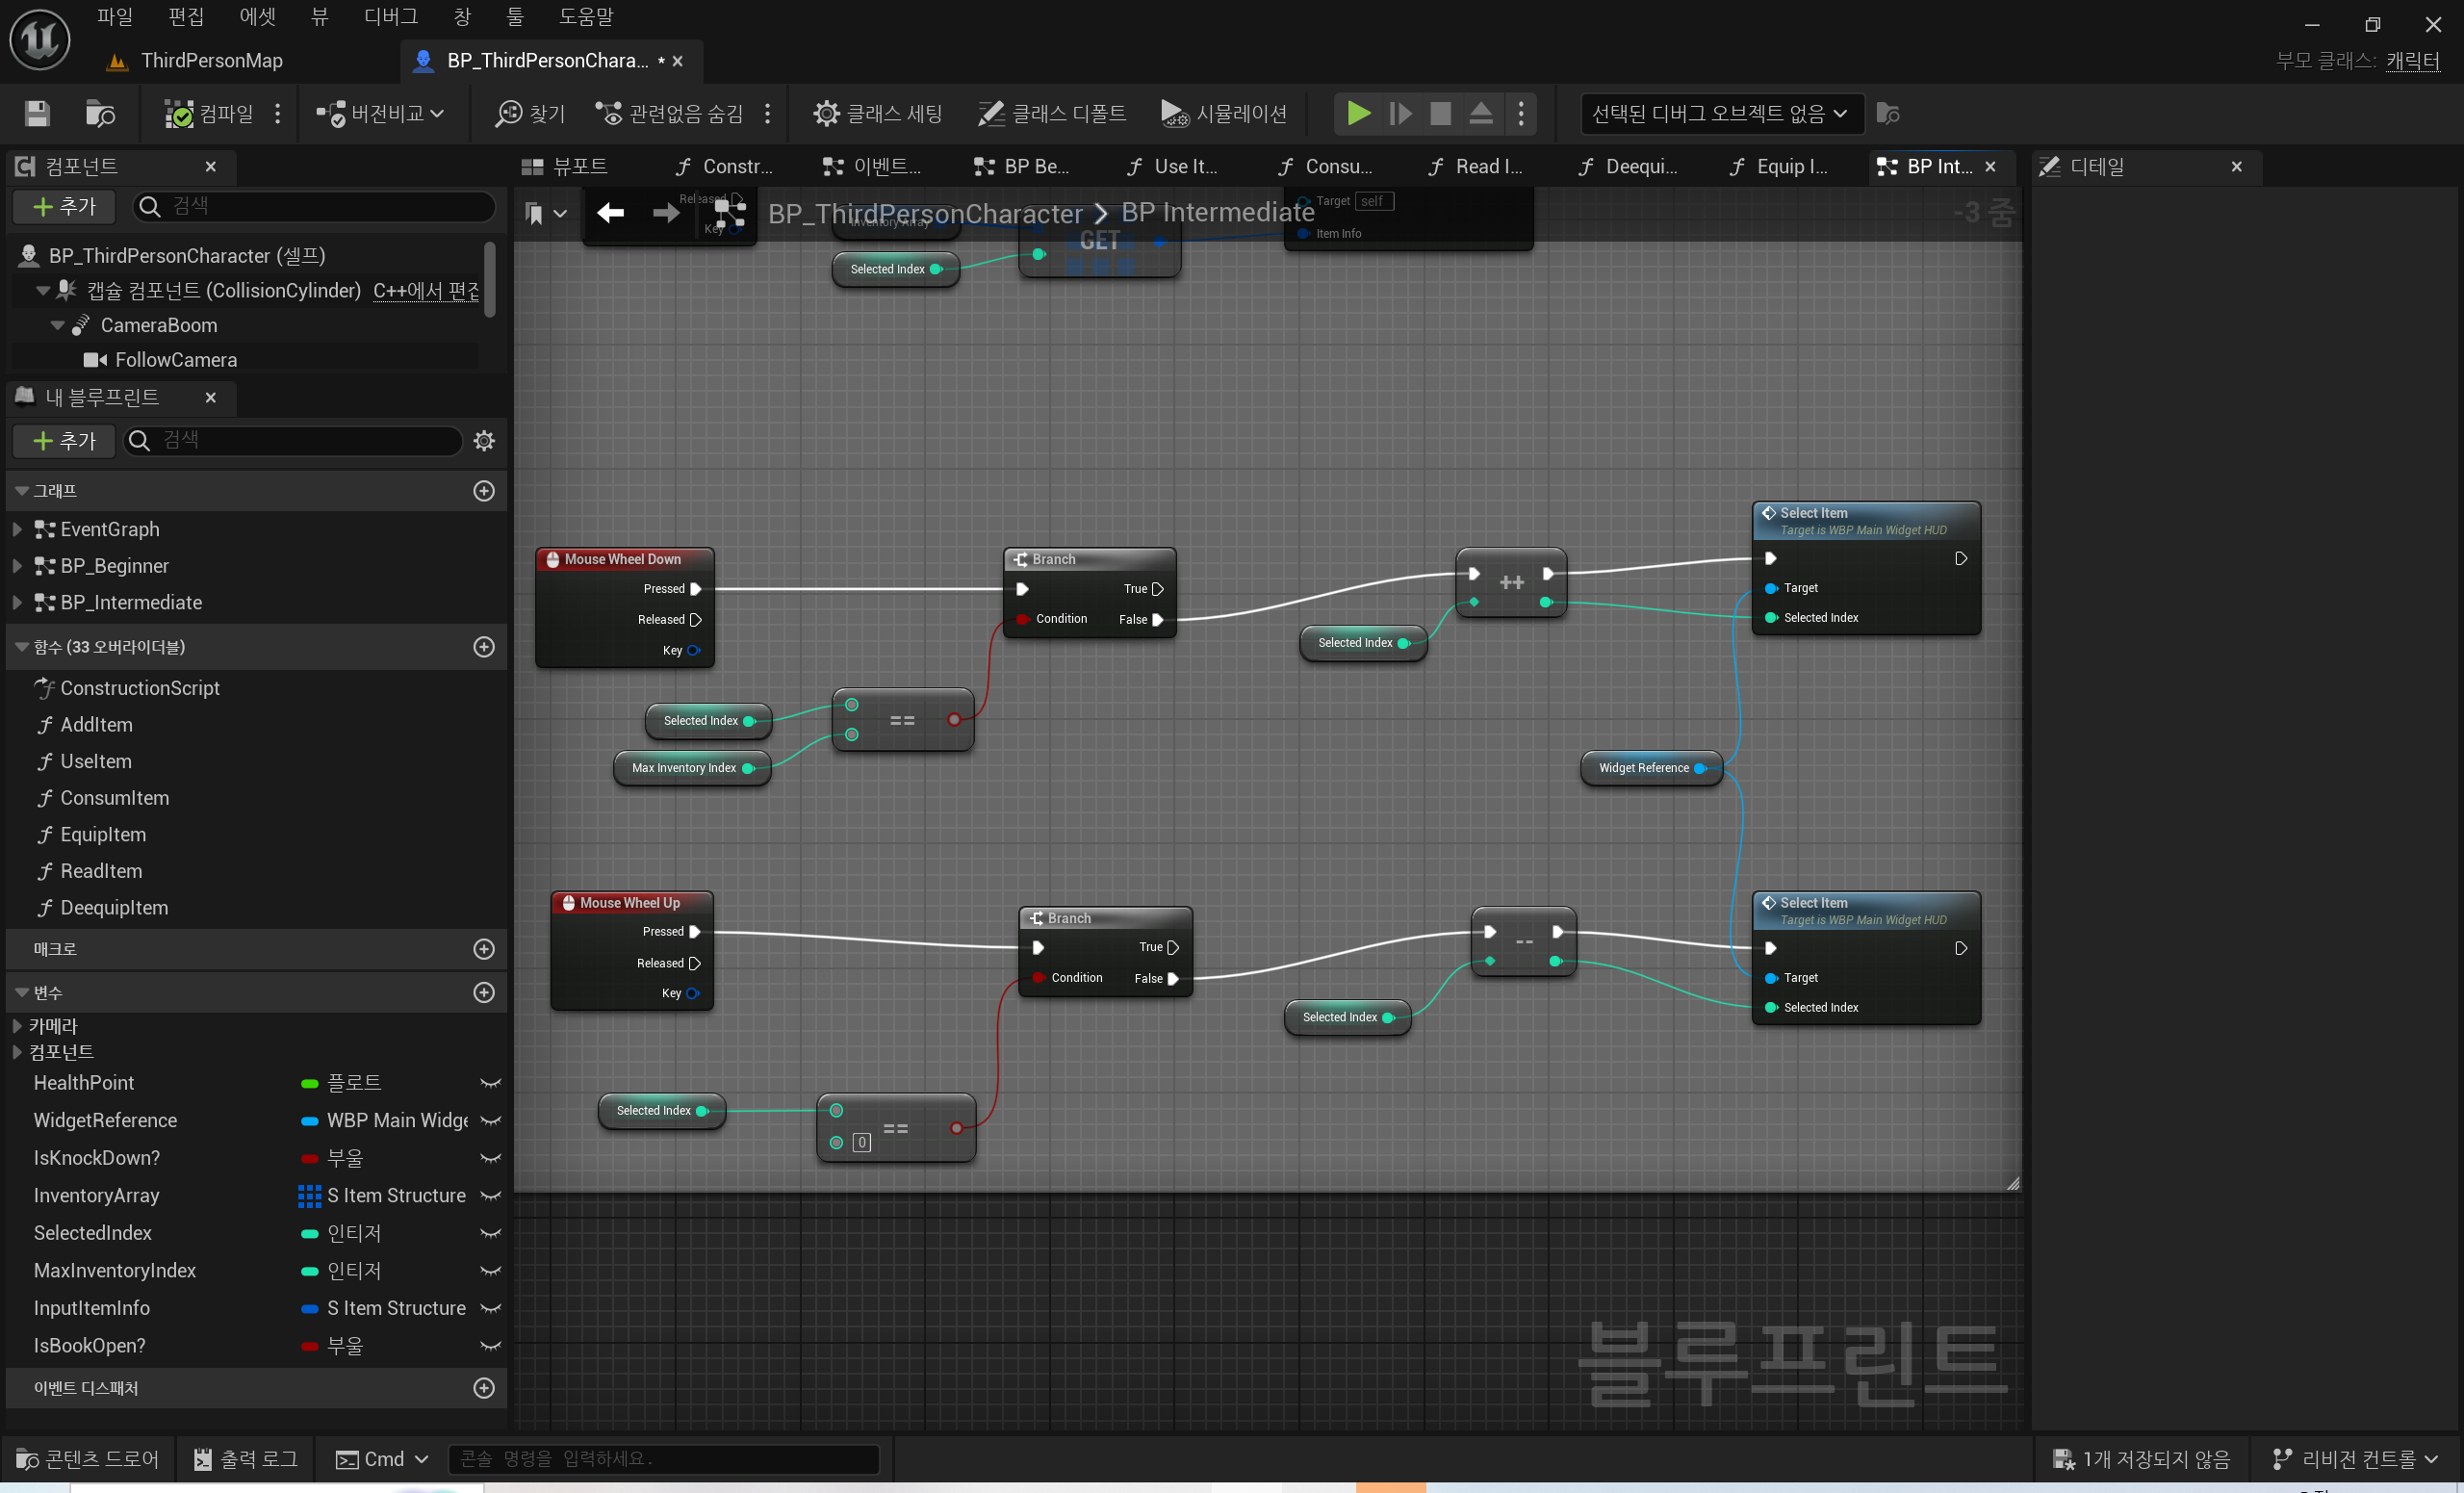 파일 편집 에셋 뷰 디버그 창 툴 도움말
ThirdPersonMap
BP_ThirdPersonChara... *
부모 클래스: 캐릭터
컴파일 버전비교 찾기 관련없음 숨김 클래스 세팅 클래스 디폴트 시뮬레이션 선택된 디버그 오브젝트 없음
컴포넌트
뷰포트 Constr... 이벤트... BP Be... Use It... Consu... Read I... Deequi... Equip I... BP Int...
디테일
추가 검색
BP_ThirdPersonCharacter > BP Intermediate
-3 줌
Released
Key
Inventory Array
Selected Index
GET
Target self
Item Info
BP_ThirdPersonCharacter (셀프)
캡슐 컴포넌트 (CollisionCylinder) C++에서 편집
CameraBoom
FollowCamera
내 블루프린트
추가 검색
그래프
EventGraph
BP_Beginner
BP_Intermediate
함수 (33 오버라이더블)
ConstructionScript
AddItem
UseItem
ConsumItem
EquipItem
ReadItem
DeequipItem
매크로
변수
카메라
컴포넌트
HealthPoint 플로트
WidgetReference WBP Main Widge
IsKnockDown? 부울
InventoryArray S Item Structure
SelectedIndex 인티저
MaxInventoryIndex 인티저
InputItemInfo S Item Structure
IsBookOpen? 부울
이벤트 디스패처
Mouse Wheel Down
Pressed
Released
Key
Selected Index
Max Inventory Index
==
Branch
True
Condition False
Selected Index
++
Select Item
Target is WBP Main Widget HUD
Target
Selected Index
Widget Reference
Mouse Wheel Up
Pressed
Released
Key
Selected Index
0 ==
Branch
True
Condition False
Selected Index
--
Select Item
Target is WBP Main Widget HUD
Target
Selected Index
블루프린트
콘텐츠 드로어 출력 로그 Cmd 콘솔 명령을 입력하세요.
1개 저장되지 않음 리비전 컨트롤